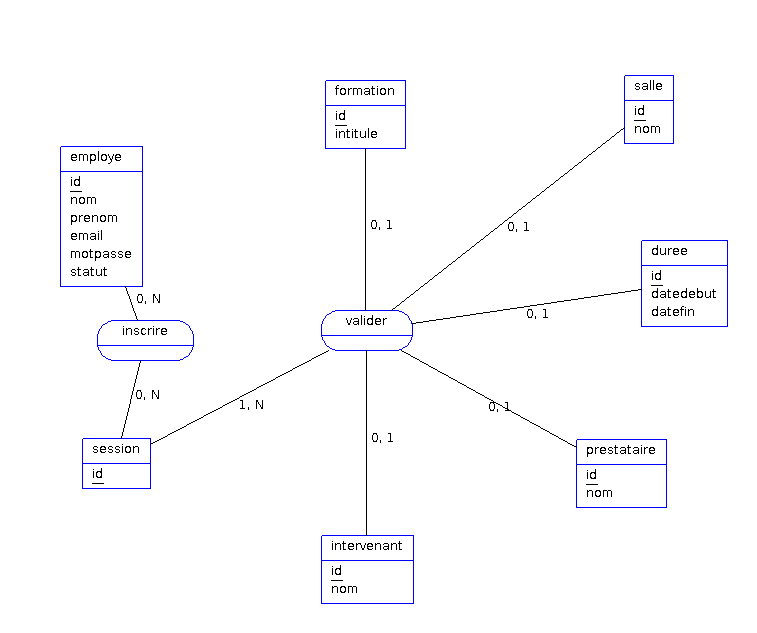 formation
id
intitule
salle
id
nom
employe
id
nom
prenom
email
motpasse
statut
0, 1
0, 1
duree
id
datedebut
datefin
0, N
inscrire
valider
0, 1
0, N
1, N
0, 1
0, 1
session
id
prestataire
id
nom
intervenant
id
nom